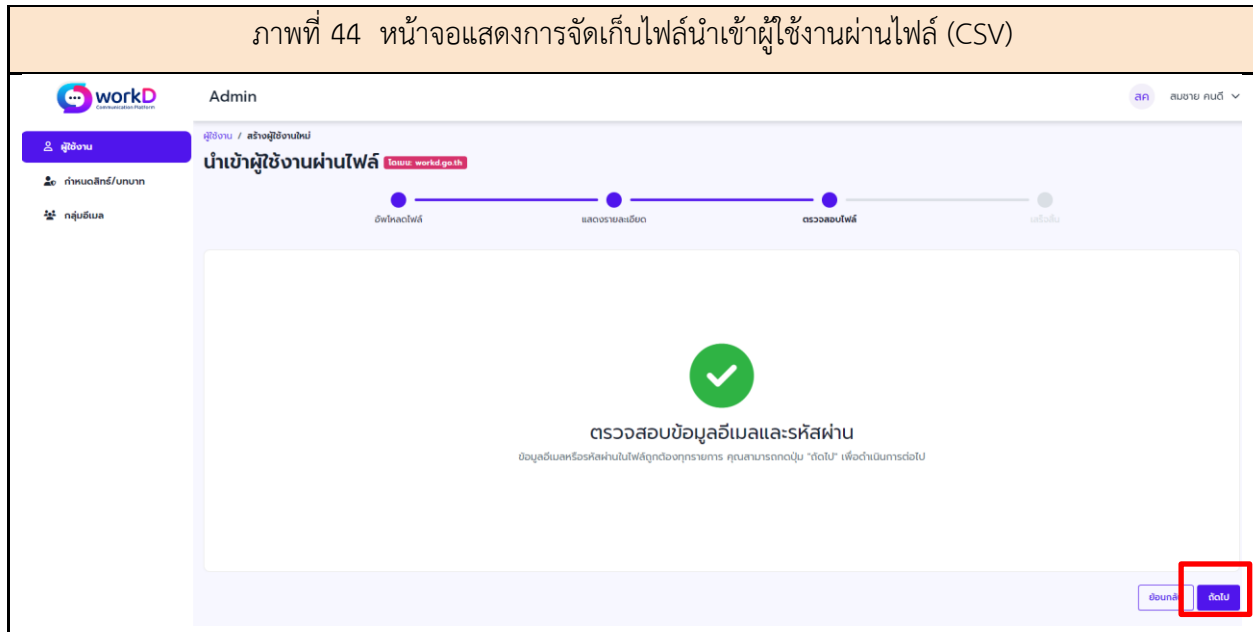 ภาพที่ 44 หน้าจอแสดงการจัดเก็บไฟล์นำเข้าผู้ใช้งานผ่านไฟล์ (CSV)
workD
Communication Platform
Admin
สค สมชาย คนดี
ผู้ใช้งาน
กำหนดสิทธ์/บทบาท
กลุ่มอีเมล
ผู้ใช้งาน / สร้างผู้ใช้งานใหม่
นำเข้าผู้ใช้งานผ่านไฟล์ โดเมน: workd.go.th
อัพโหลดไฟล์ แสดงรายละเอียด ตรวจสอบไฟล์ เสร็จสิ้น
ตรวจสอบข้อมูลอีเมลและรหัสผ่าน
ข้อมูลอีเมลหรือรหัสผ่านในไฟล์ถูกต้องทุกรายการ คุณสามารถกดปุ่ม "ถัดไป" เพื่อดำเนินการต่อไป
ย้อนกลับ ถัดไป